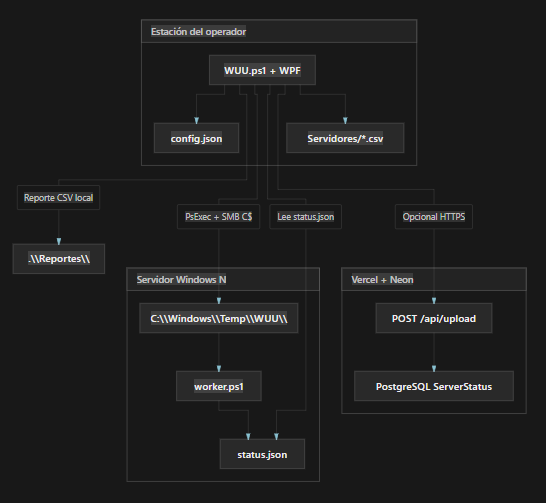 Estación del operador
WUU.ps1 + WPF
config.json
Servidores/*.csv
Reporte CSV local
PsExec + SMB C$
Lee status.json
Opcional HTTPS
.\\Reportes\\
Servidor Windows N
Vercel + Neon
C:\\Windows\\Temp\\WUU\\
POST /api/upload
worker.ps1
PostgreSQL ServerStatus
status.json